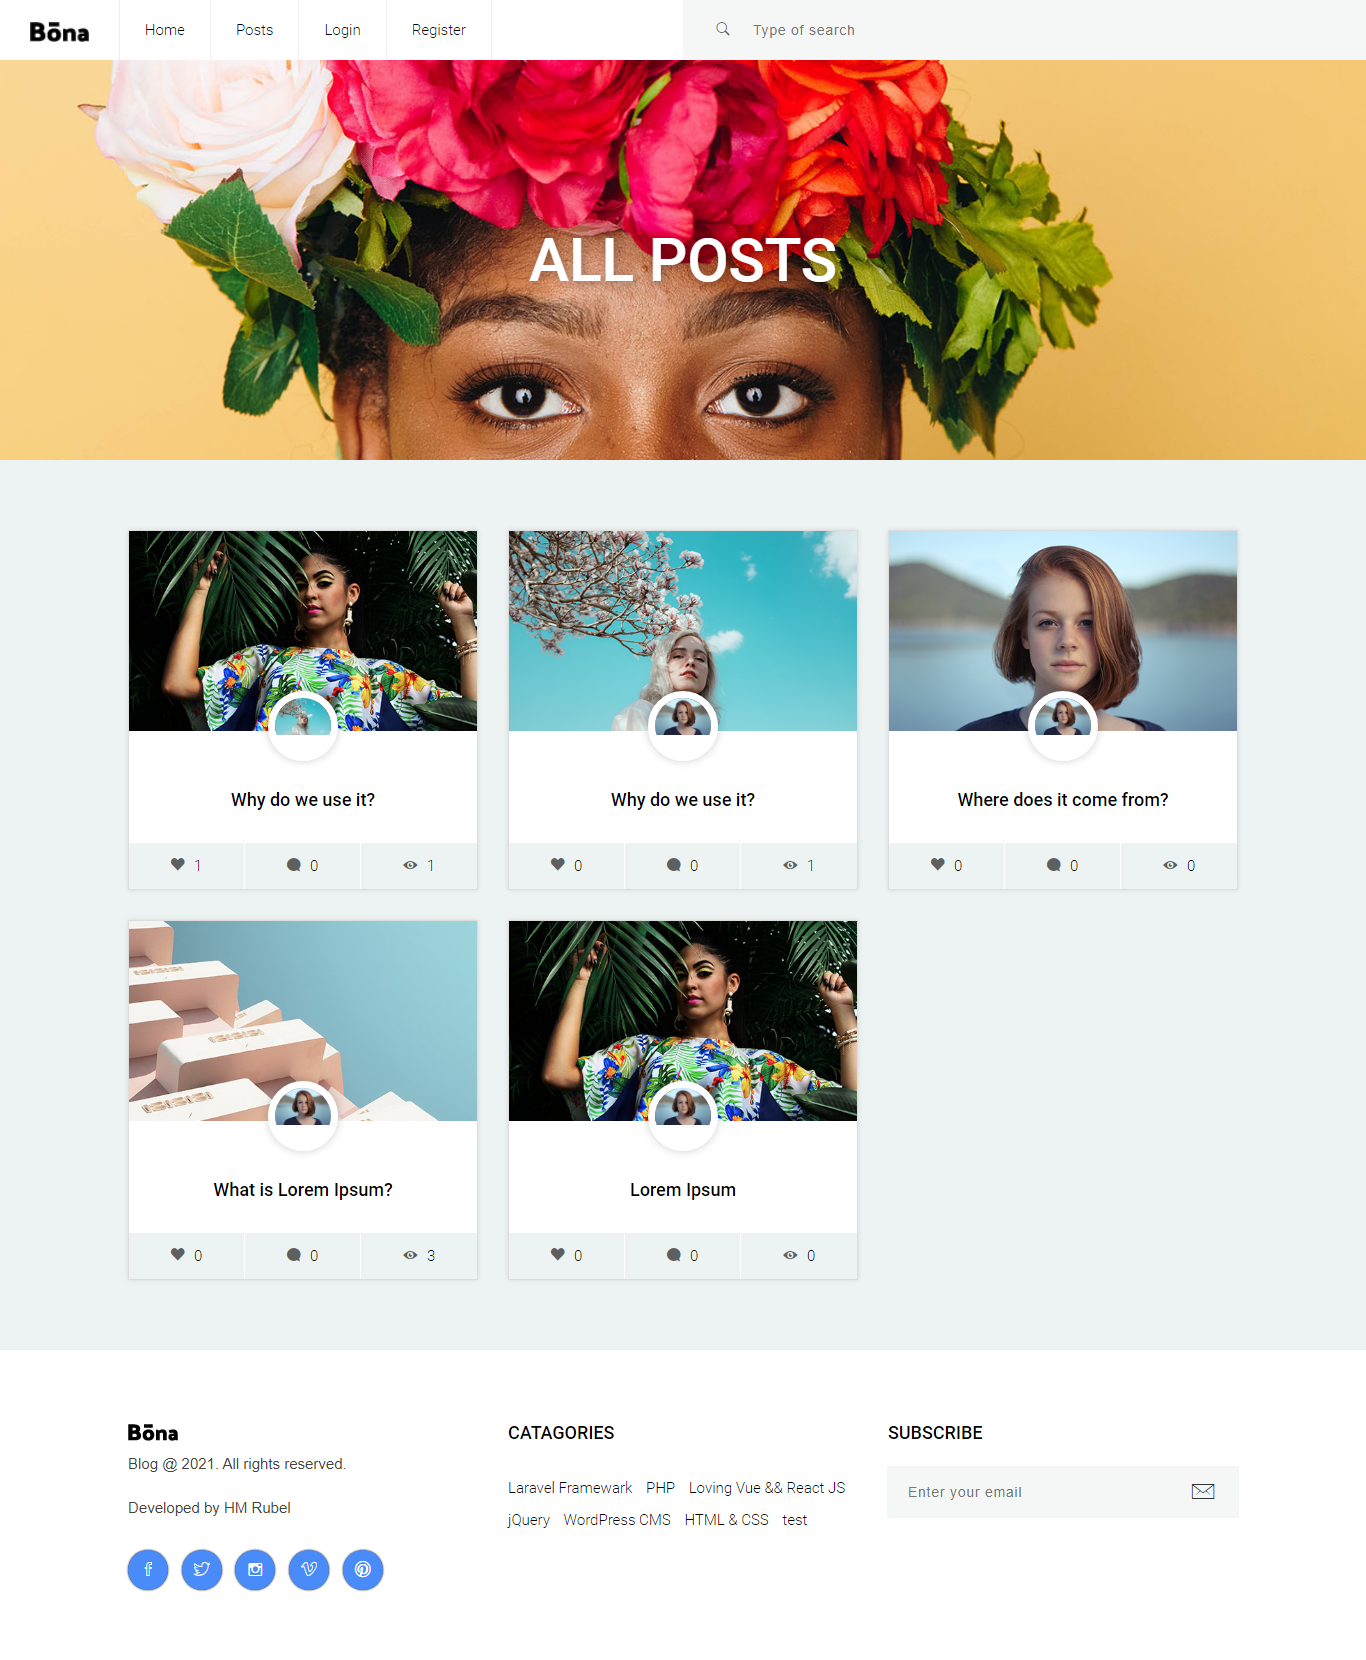 Bōna
Home
Posts
Login
Register
Type of search
ALL POSTS
Why do we use it?
1
0
1
Why do we use it?
0
0
1
Where does it come from?
0
0
0
What is Lorem Ipsum?
0
0
3
Lorem Ipsum
0
0
0
Bōna
Blog @ 2021. All rights reserved.
Developed by HM Rubel
CATAGORIES
Laravel Framewark PHP Loving Vue && React JS
jQuery WordPress CMS HTML & CSS test
SUBSCRIBE
Enter your email